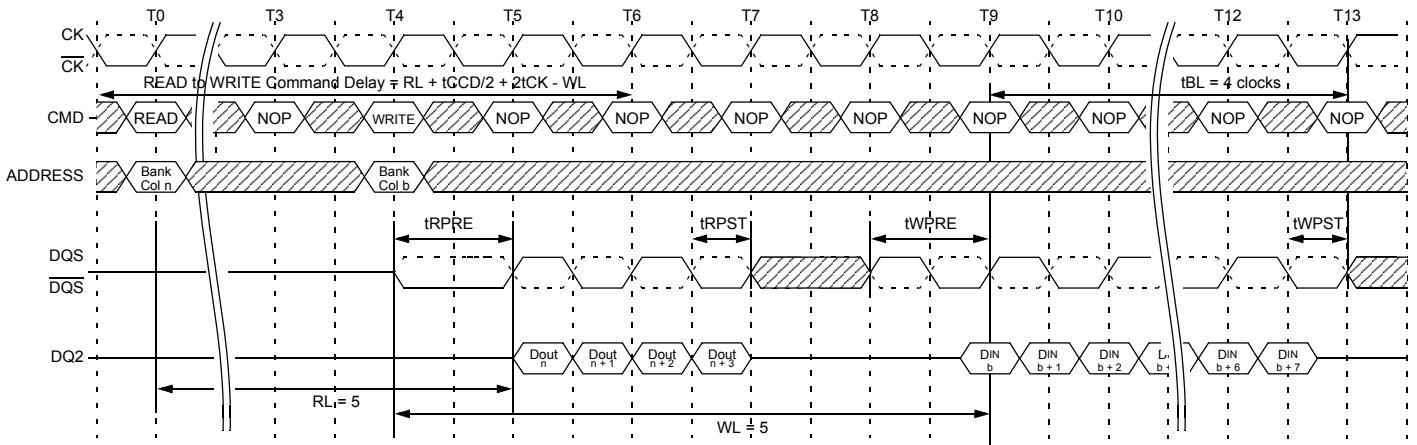 T0 T3 T4 T5 T6 T7 T8 T9 T10 T12 T13
CK
CK
READ to WRITE Command Delay = RL + tCCD/2 + 2tCK - WL
tBL = 4 clocks
CMD READ NOP WRITE NOP NOP NOP NOP NOP NOP NOP NOP
ADDRESS Bank Col n Bank Col b
tRPRE tRPST tWPRE tWPST
DQS
DQS
DQ2 Dout n Dout n + 1 Dout n + 2 Dout n + 3 DIN b DIN b + 1 DIN b + 2 DIN b + 6 DIN b + 7
RL = 5
WL = 5